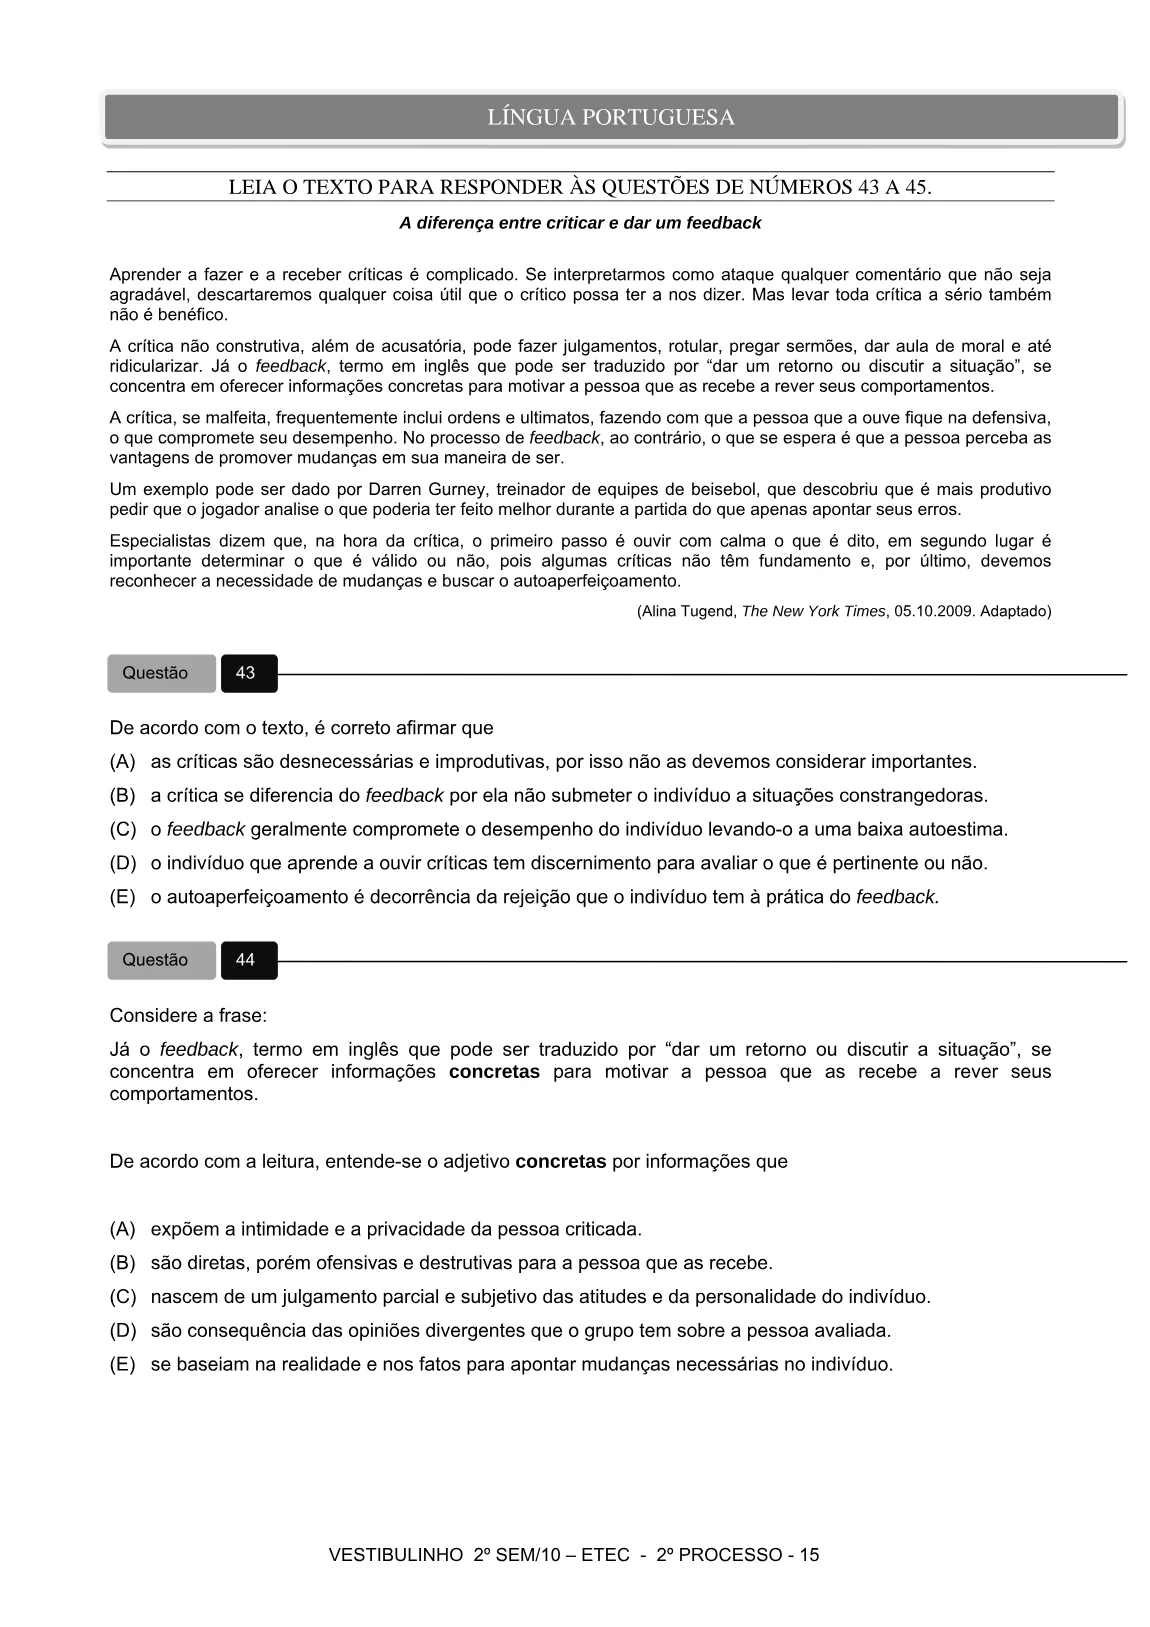 LÍNGUA PORTUGUESA
LEIA O TEXTO PARA RESPONDER ÀS QUESTÕES DE NÚMEROS 43 A 45.
A diferença entre criticar e dar um feedback
Aprender a fazer e a receber críticas é complicado. Se interpretarmos como ataque qualquer comentário que não seja
agradável, descartaremos qualquer coisa útil que o crítico possa ter a nos dizer. Mas levar toda crítica a sério também
não é benéfico.
A crítica não construtiva, além de acusatória, pode fazer julgamentos, rotular, pregar sermões, dar aula de moral e até
ridicularizar. Já o feedback, termo em inglês que pode ser traduzido por “dar um retorno ou discutir a situação”, se
concentra em oferecer informações concretas para motivar a pessoa que as recebe a rever seus comportamentos.
A crítica, se malfeita, frequentemente inclui ordens e ultimatos, fazendo com que a pessoa que a ouve fique na defensiva,
o que compromete seu desempenho. No processo de feedback, ao contrário, o que se espera é que a pessoa perceba as
vantagens de promover mudanças em sua maneira de ser.
Um exemplo pode ser dado por Darren Gurney, treinador de equipes de beisebol, que descobriu que é mais produtivo
pedir que o jogador analise o que poderia ter feito melhor durante a partida do que apenas apontar seus erros.
Especialistas dizem que, na hora da crítica, o primeiro passo é ouvir com calma o que é dito, em segundo lugar é
importante determinar o que é válido ou não, pois algumas críticas não têm fundamento e, por último, devemos
reconhecer a necessidade de mudanças e buscar o autoaperfeiçoamento.
(Alina Tugend, The New York Times, 05.10.2009. Adaptado)
Questão 43
De acordo com o texto, é correto afirmar que
(A) as críticas são desnecessárias e improdutivas, por isso não as devemos considerar importantes.
(B) a crítica se diferencia do feedback por ela não submeter o indivíduo a situações constrangedoras.
(C) o feedback geralmente compromete o desempenho do indivíduo levando-o a uma baixa autoestima.
(D) o indivíduo que aprende a ouvir críticas tem discernimento para avaliar o que é pertinente ou não.
(E) o autoaperfeiçoamento é decorrência da rejeição que o indivíduo tem à prática do feedback.
Questão 44
Considere a frase:
Já o feedback, termo em inglês que pode ser traduzido por “dar um retorno ou discutir a situação”, se
concentra em oferecer informações concretas para motivar a pessoa que as recebe a rever seus
comportamentos.
De acordo com a leitura, entende-se o adjetivo concretas por informações que
(A) expõem a intimidade e a privacidade da pessoa criticada.
(B) são diretas, porém ofensivas e destrutivas para a pessoa que as recebe.
(C) nascem de um julgamento parcial e subjetivo das atitudes e da personalidade do indivíduo.
(D) são consequência das opiniões divergentes que o grupo tem sobre a pessoa avaliada.
(E) se baseiam na realidade e nos fatos para apontar mudanças necessárias no indivíduo.
VESTIBULINHO 2º SEM/10 – ETEC - 2º PROCESSO - 15